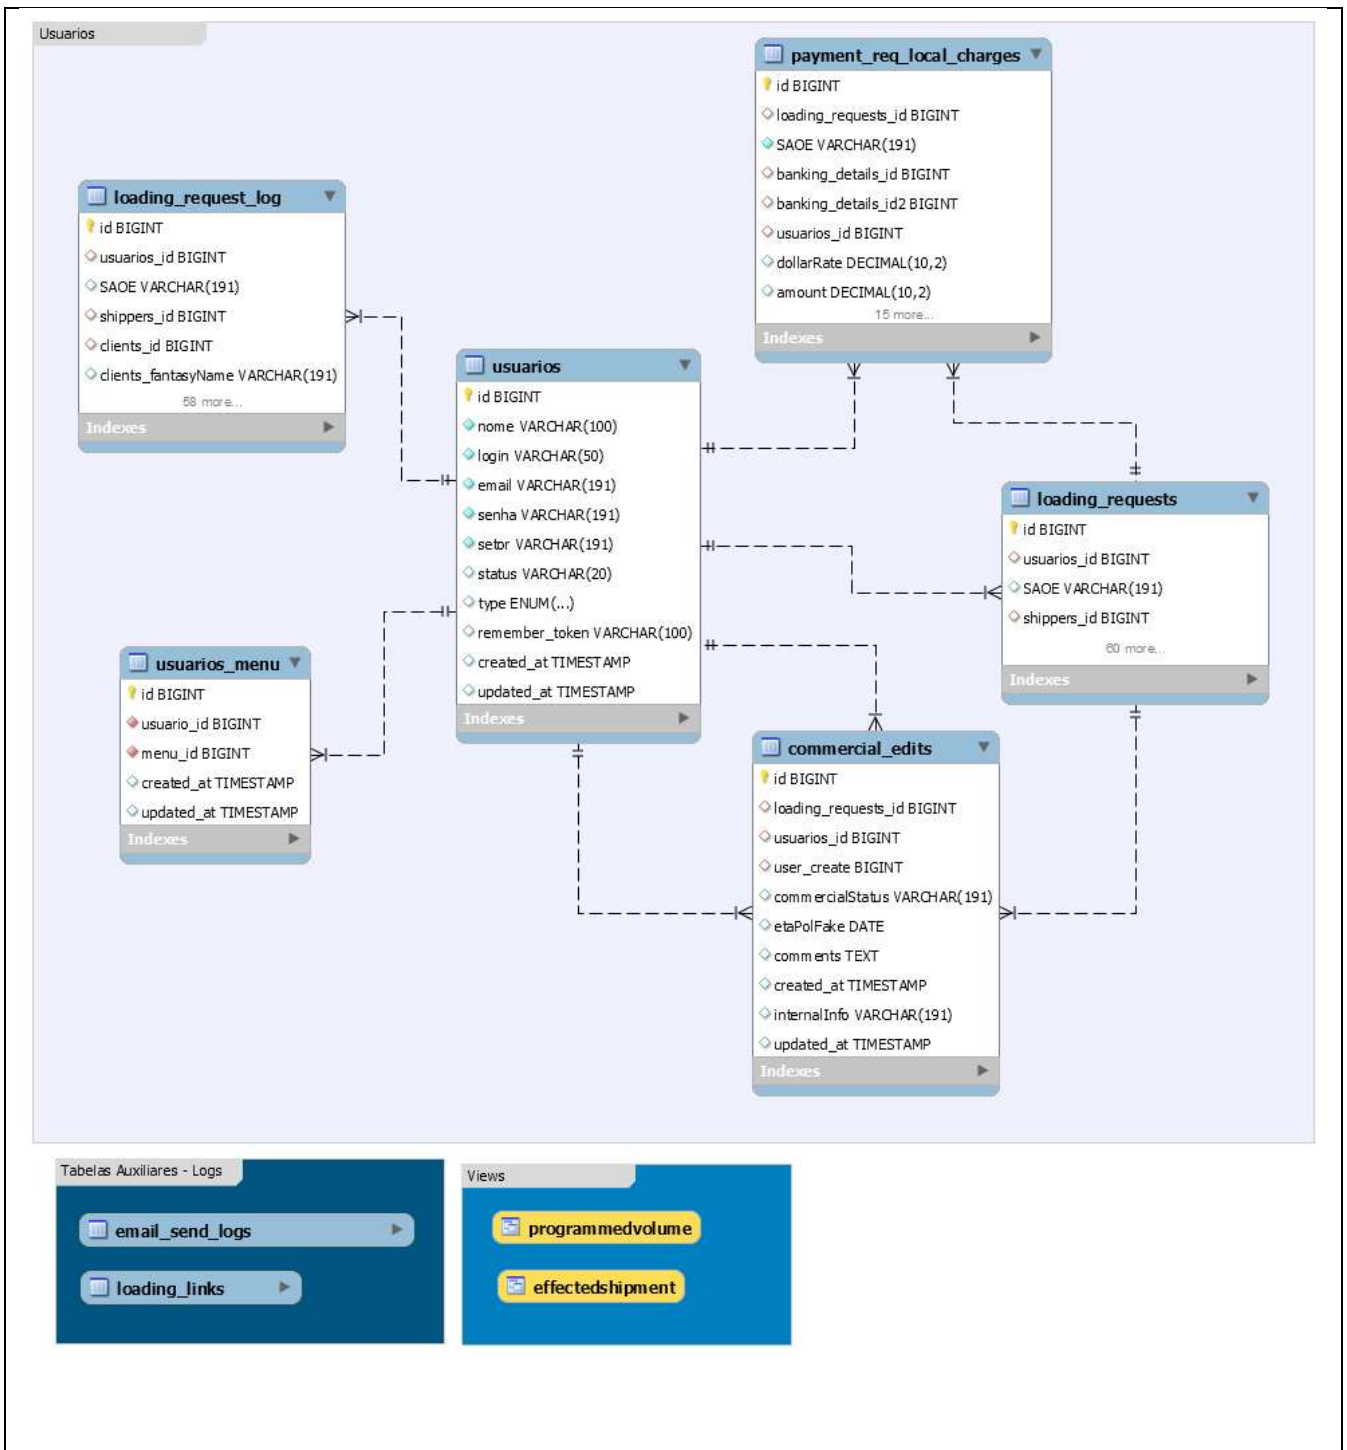 Usuarios
payment_req_local_charges
id BIGINT
loading_requests_id BIGINT
SAOE VARCHAR(191)
banking_details_id BIGINT
banking_details_id2 BIGINT
usuarios_id BIGINT
dollarRate DECIMAL(10,2)
amount DECIMAL(10,2)
15 more...
Indexes
loading_request_log
id BIGINT
usuarios_id BIGINT
SAOE VARCHAR(191)
shippers_id BIGINT
clients_id BIGINT
clients_fantasyName VARCHAR(191)
58 more...
Indexes
usuarios
id BIGINT
nome VARCHAR(100)
login VARCHAR(50)
email VARCHAR(191)
senha VARCHAR(191)
setor VARCHAR(191)
status VARCHAR(20)
type ENUM(...)
remember_token VARCHAR(100)
created_at TIMESTAMP
updated_at TIMESTAMP
Indexes
loading_requests
id BIGINT
usuarios_id BIGINT
SAOE VARCHAR(191)
shippers_id BIGINT
60 more...
Indexes
usuarios_menu
id BIGINT
usuario_id BIGINT
menu_id BIGINT
created_at TIMESTAMP
updated_at TIMESTAMP
Indexes
commercial_edits
id BIGINT
loading_requests_id BIGINT
usuarios_id BIGINT
user_create BIGINT
commercialStatus VARCHAR(191)
etaPolFake DATE
comments TEXT
created_at TIMESTAMP
internalInfo VARCHAR(191)
updated_at TIMESTAMP
Indexes
Tabelas Auxiliares - Logs
email_send_logs
loading_links
Views
programmedvolume
effectedshipment